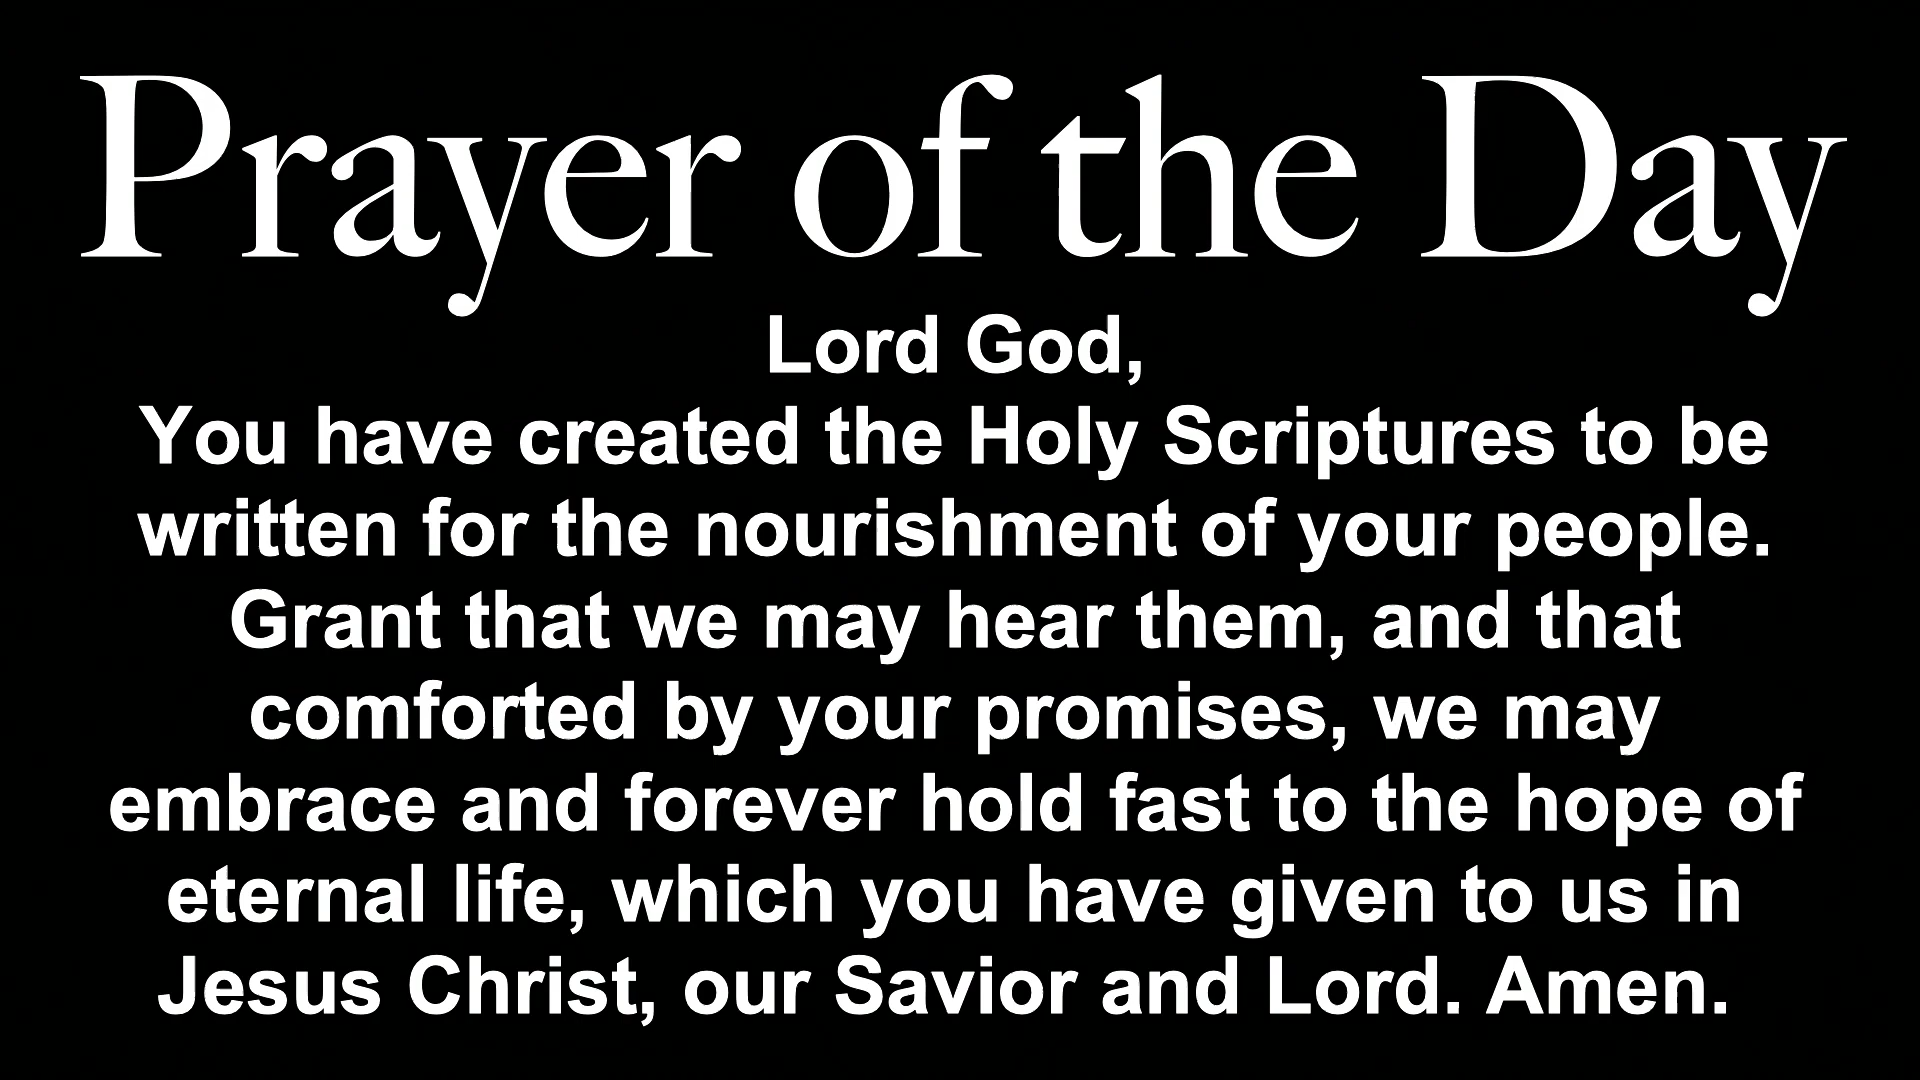 Prayer of the Day
Lord God,
You have created the Holy Scriptures to be
written for the nourishment of your people.
Grant that we may hear them, and that
comforted by your promises, we may
embrace and forever hold fast to the hope of
eternal life, which you have given to us in
Jesus Christ, our Savior and Lord. Amen.